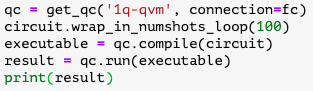 qc = get_qc('1q-qvm', connection=fc)
circuit.wrap_in_numshots_loop(100)
executable = qc.compile(circuit)
result = qc.run(executable)
print(result)